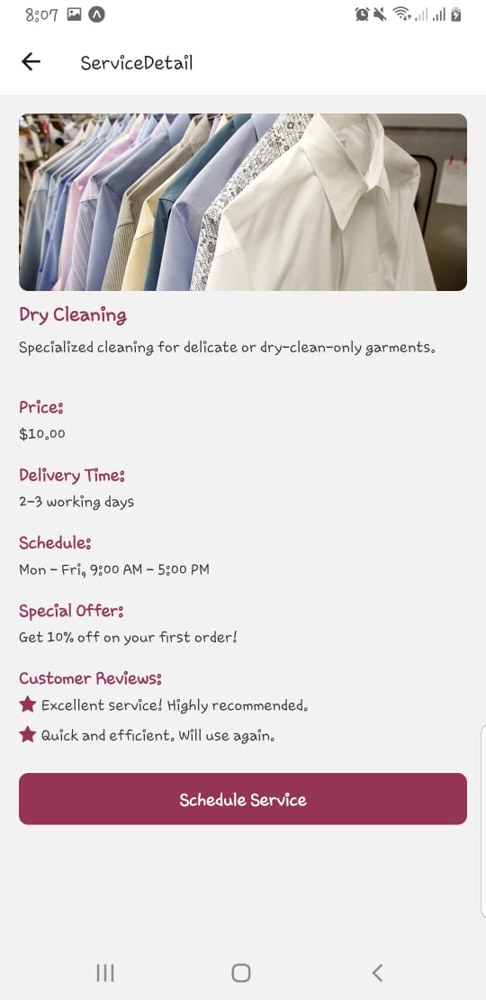 8:07
ServiceDetail
Dry Cleaning
Specialized cleaning for delicate or dry-clean-only garments.
Price:
$10.00
Delivery Time:
2-3 working days
Schedule:
Mon - Fri, 9:00 AM - 5:00 PM
Special Offer:
Get 10% off on your first order!
Customer Reviews:
Excellent service! Highly recommended.
Quick and efficient. Will use again.
Schedule Service